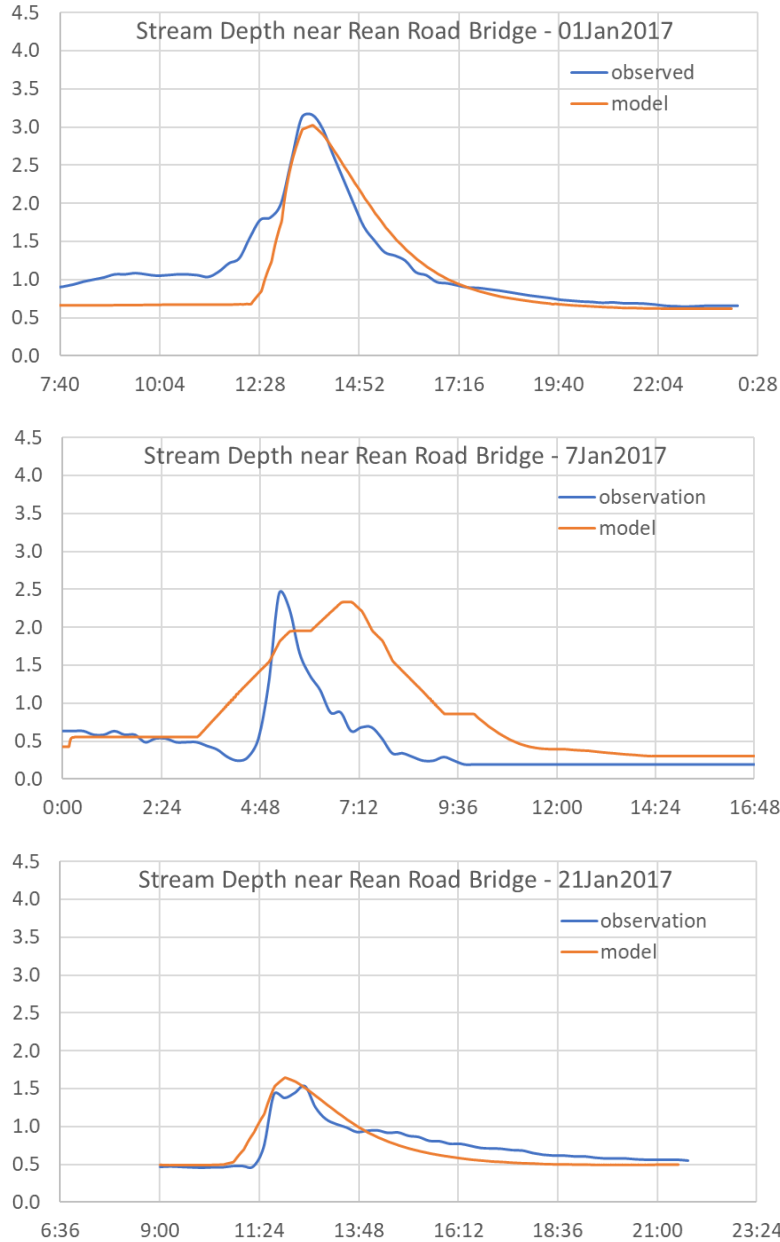 4.5
Stream Depth near Rean Road Bridge - 01Jan2017
4.0
observed
3.5
model
3.0
2.5
2.0
1.5
1.0
0.5
0.0
7:40 10:04 12:28 14:52 17:16 19:40 22:04 0:28
4.5
Stream Depth near Rean Road Bridge - 7Jan2017
4.0
observation
3.5
model
3.0
2.5
2.0
1.5
1.0
0.5
0.0
0:00 2:24 4:48 7:12 9:36 12:00 14:24 16:48
4.5
Stream Depth near Rean Road Bridge - 21Jan2017
4.0
observation
3.5
model
3.0
2.5
2.0
1.5
1.0
0.5
0.0
6:36 9:00 11:24 13:48 16:12 18:36 21:00 23:24